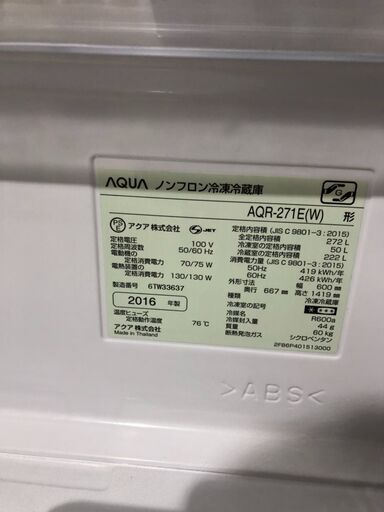 AQUA ノンフロン冷凍冷蔵庫
G
AQR-271E(W) 形
PS E アクア株式会社 JET
定格電圧 100 V
定格周波数 50/60 Hz
電動機の
定格消費電力 70/75 W
電熱装置の
定格消費電力 130/130 W
製造番号 6TW33637
2016 年製
温度ヒューズ
定格動作温度 76℃
アクア株式会社
Made in Thailand
定格内容積 (JIS C 9801-3:2015)
全定格内容積 272 L
冷凍室の定格内容積 50 L
冷蔵室の定格内容積 222 L
消費電力量 (JIS C 9801-3:2015)
50Hz 419 kWh/年
60Hz 426 kWh/年
外形寸法 幅 600 mm
奥行 667 mm 高さ 1419 mm
種類 冷凍冷蔵庫
冷凍室の記号
冷媒 R600a
冷媒封入量 44 g
質量 60 kg
断熱発泡ガス シクロペンタン
2FB6P401513000
>ABS<